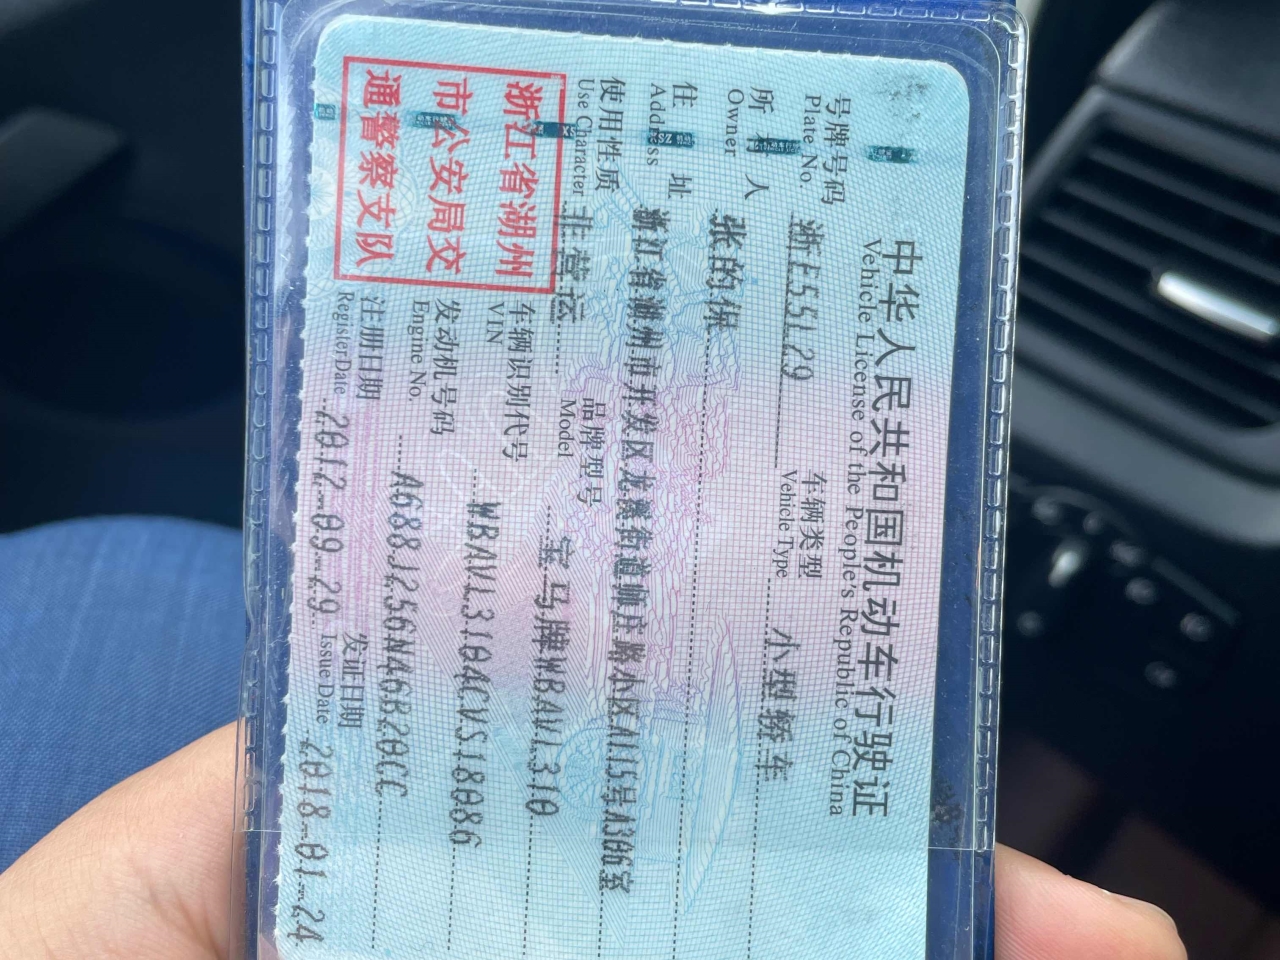 中华人民共和国机动车行驶证
Vehicle License of the People's Republic of China
号牌号码 浙E55L29 车辆类型 小型轿车
Plate No. Vehicle Type
所有人 张的保
Owner
住址 浙江省湖州市开发区龙溪街道顺庄路小区A115号A306室
Address
使用性质 非营运 品牌型号 宝马牌WBAVL310
Use Character Model
浙江省湖州
市公安局交
通警察支队
车辆识别代号 WBAVL3104CVS18086
VIN
发动机号码 A688J256N46B20CC
Engine No.
注册日期 2012-09-29 发证日期 2018-01-24
Register Date Issue Date